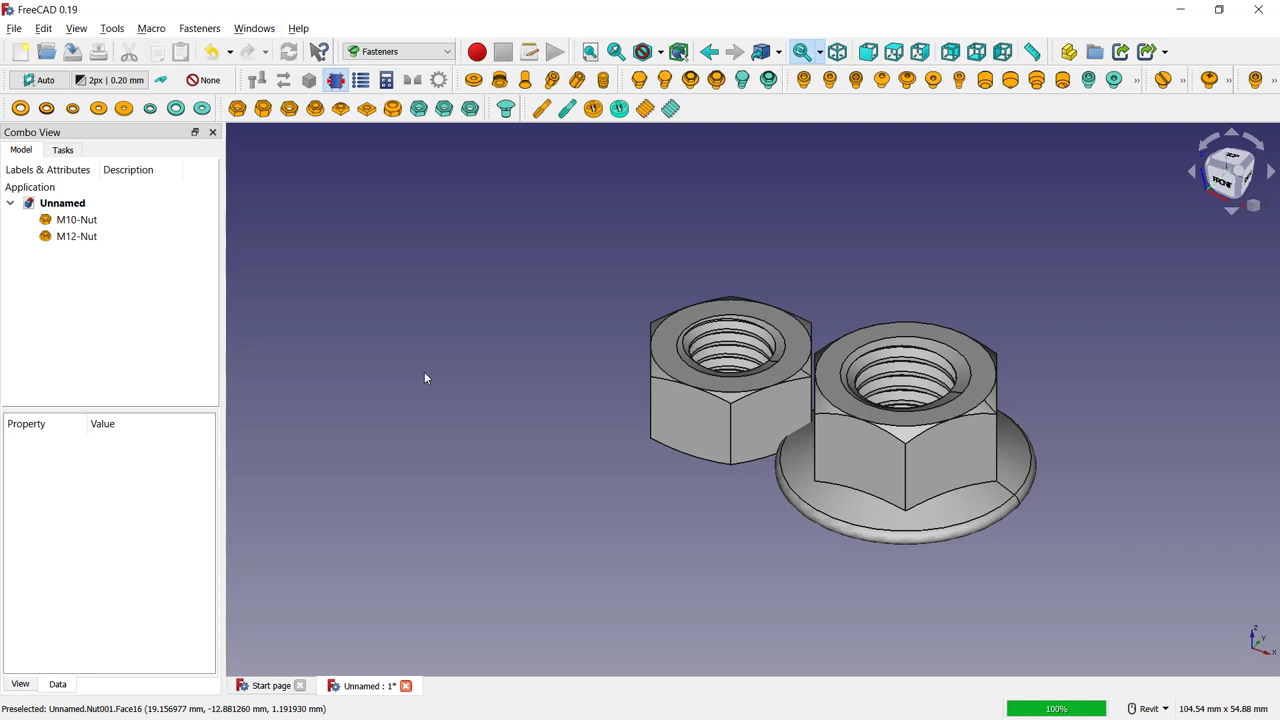 FreeCAD 0.19
File Edit View Tools Macro Fasteners Windows Help
Fasteners
Auto 2px | 0.20 mm None
Combo View
Model Tasks
Labels & Attributes Description
Application
Unnamed
M10-Nut
M12-Nut
Property Value
View Data
TOP
FRONT
Z
Y
X
Start page Unnamed : 1*
Preselected: Unnamed.Nut001.Face16 (19.156977 mm, -12.881260 mm, 1.191930 mm) 100% Revit 104.54 mm x 54.88 mm